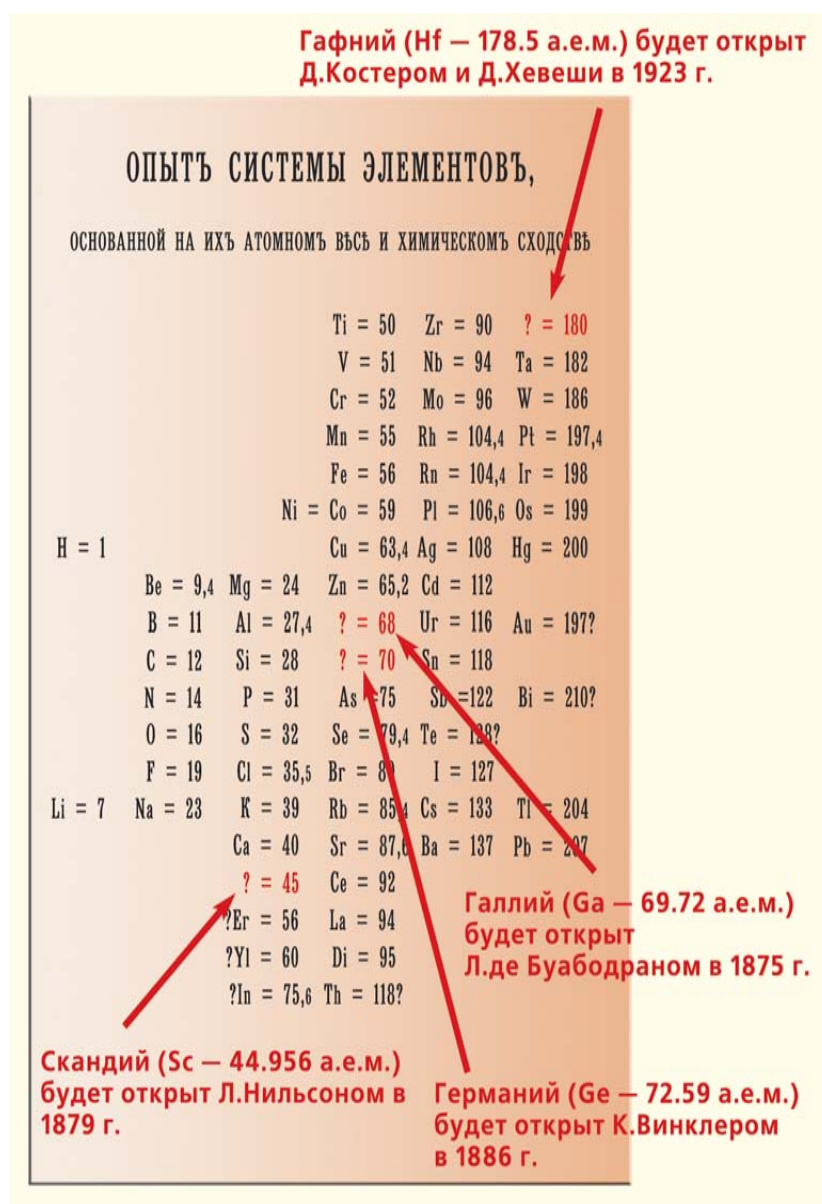 Гафний (Hf — 178.5 а.е.м.) будет открыт
Д.Костером и Д.Хевеши в 1923 г.
ОПЫТЪ СИСТЕМЫ ЭЛЕМЕНТОВЪ,
ОСНОВАННОЙ НА ИХЪ АТОМНОМЪ ВѢСѢ И ХИМИЧЕСКОМЪ СХОДСТВѢ
Ti = 50 Zr = 90 ? = 180
V = 51 Nb = 94 Ta = 182
Cr = 52 Mo = 96 W = 186
Mn = 55 Rh = 104,4 Pt = 197,4
Fe = 56 Rn = 104,4 Ir = 198
Ni = Co = 59 Pl = 106,6 Os = 199
H = 1 Cu = 63,4 Ag = 108 Hg = 200
Be = 9,4 Mg = 24 Zn = 65,2 Cd = 112
B = 11 Al = 27,4 ? = 68 Ur = 116 Au = 197?
C = 12 Si = 28 ? = 70 Sn = 118
N = 14 P = 31 As =75 Sb =122 Bi = 210?
O = 16 S = 32 Se = 79,4 Te = 128?
F = 19 Cl = 35,5 Br = 80 I = 127
Li = 7 Na = 23 K = 39 Rb = 85,4 Cs = 133 Tl = 204
Ca = 40 Sr = 87,6 Ba = 137 Pb = 207
? = 45 Ce = 92
?Er = 56 La = 94
?Yl = 60 Di = 95
?In = 75,6 Th = 118?
Галлий (Ga — 69.72 а.е.м.)
будет открыт
Л.де Буабодраном в 1875 г.
Скандий (Sc — 44.956 а.е.м.)
будет открыт Л.Нильсоном в
1879 г.
Германий (Ge — 72.59 а.е.м.)
будет открыт К.Винклером
в 1886 г.